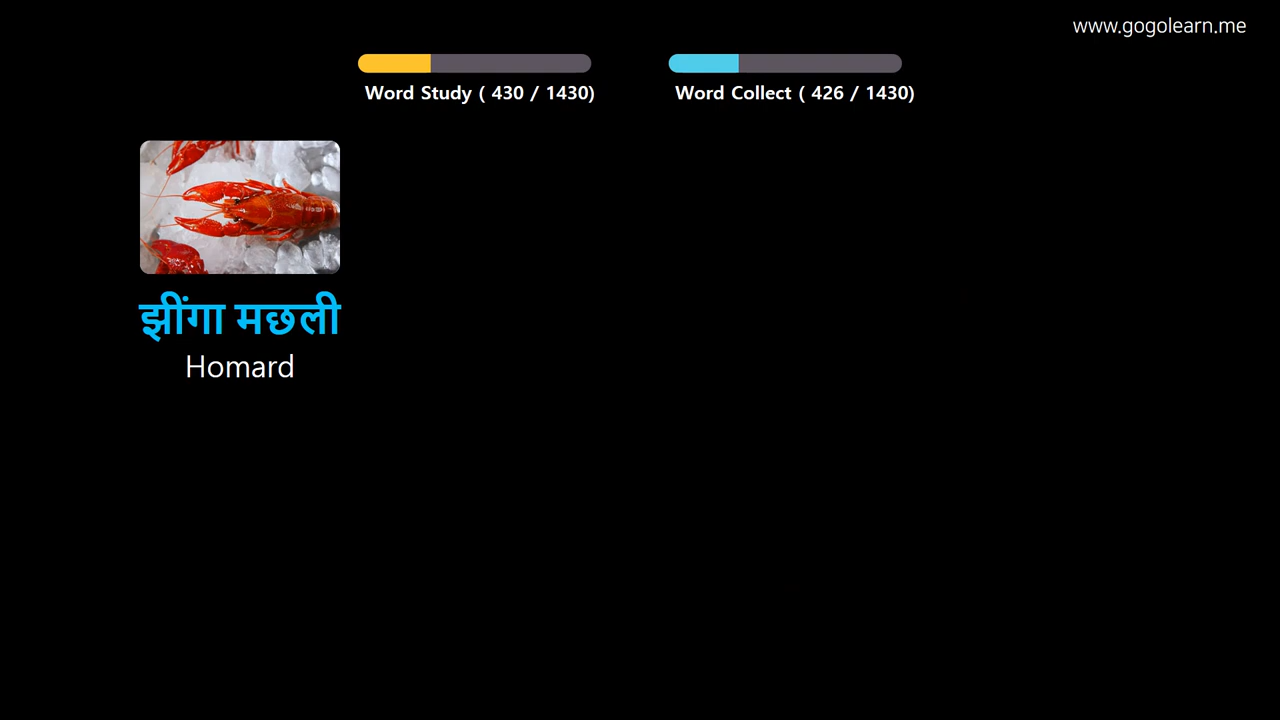 www.gogolearn.me
Word Study ( 430 / 1430)
Word Collect ( 426 / 1430)
झींगा मछली
Homard